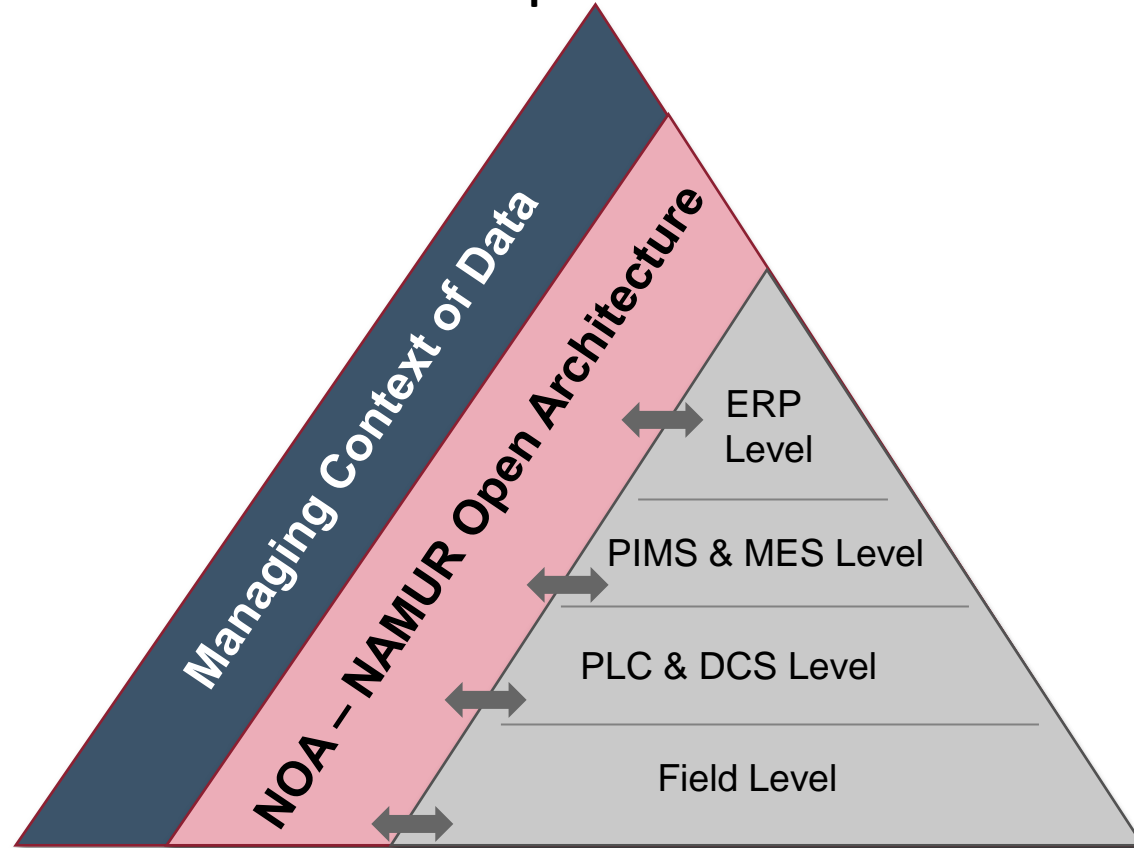 Managing Context of Data
NOA – NAMUR Open Architecture
ERP
Level
PIMS & MES Level
PLC & DCS Level
Field Level